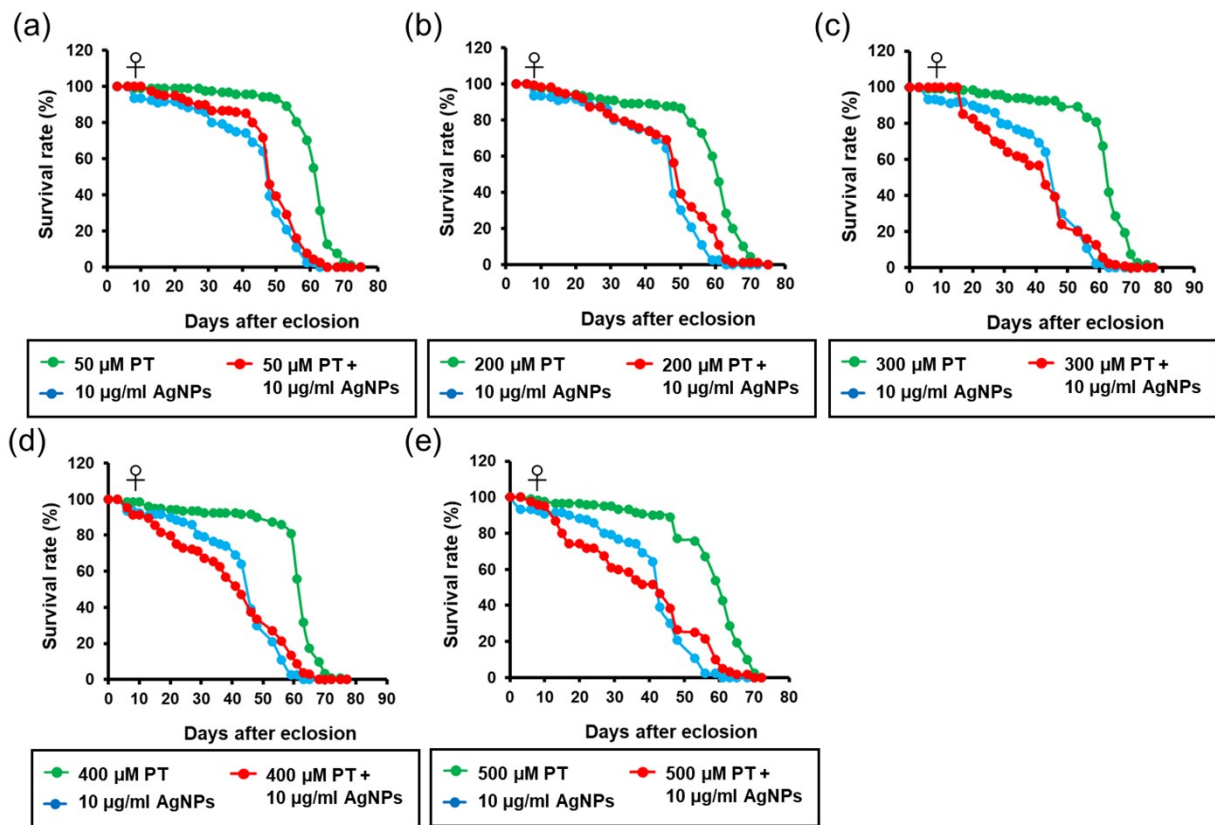 (a)
Survival rate (%)
120
100
80
60
40
20
0
♀
0 10 20 30 40 50 60 70 80
Days after eclosion
50 µM PT
50 µM PT +
10 µg/ml AgNPs
10 µg/ml AgNPs
(b)
Survival rate (%)
120
100
80
60
40
20
0
♀
0 10 20 30 40 50 60 70 80
Days after eclosion
200 µM PT
200 µM PT +
10 µg/ml AgNPs
10 µg/ml AgNPs
(c)
Survival rate (%)
120
100
80
60
40
20
0
♀
0 10 20 30 40 50 60 70 80 90
Days after eclosion
300 µM PT
300 µM PT +
10 µg/ml AgNPs
10 µg/ml AgNPs
(d)
Survival rate (%)
120
100
80
60
40
20
0
♀
0 10 20 30 40 50 60 70 80 90
Days after eclosion
400 µM PT
400 µM PT +
10 µg/ml AgNPs
10 µg/ml AgNPs
(e)
Survival rate (%)
120
100
80
60
40
20
0
♀
0 10 20 30 40 50 60 70 80
Days after eclosion
500 µM PT
500 µM PT +
10 µg/ml AgNPs
10 µg/ml AgNPs